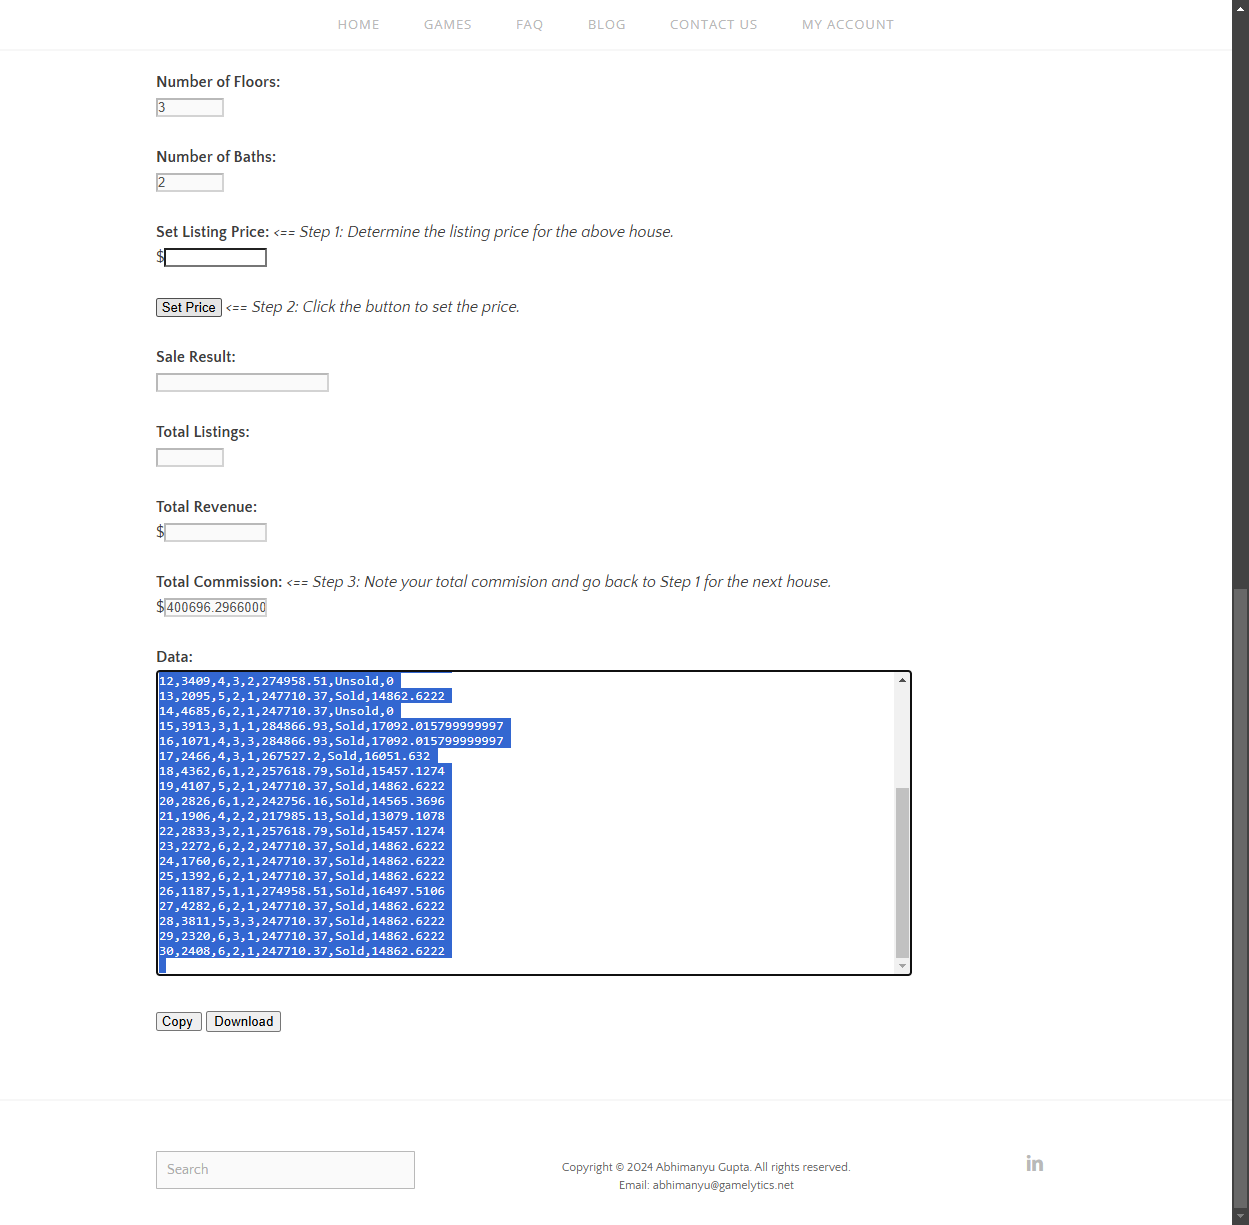 HOME GAMES FAQ BLOG CONTACT US MY ACCOUNT
Number of Floors:
3
Number of Baths:
2
Set Listing Price: <== Step 1: Determine the listing price for the above house.
$
Set Price <== Step 2: Click the button to set the price.
Sale Result:
Total Listings:
Total Revenue:
$
Total Commission: <== Step 3: Note your total commision and go back to Step 1 for the next house.
$400696.2966000
Data:
12,3409,4,3,2,274958.51,Unsold,0
13,2095,5,2,1,247710.37,Sold,14862.6222
14,4685,6,2,1,247710.37,Unsold,0
15,3913,3,1,1,284866.93,Sold,17092.015799999997
16,1071,4,3,3,284866.93,Sold,17092.015799999997
17,2466,4,3,1,267527.2,Sold,16051.632
18,4362,6,1,2,257618.79,Sold,15457.1274
19,4107,5,2,1,247710.37,Sold,14862.6222
20,2826,6,1,2,242756.16,Sold,14565.3696
21,1906,4,2,2,217985.13,Sold,13079.1078
22,2833,3,2,1,257618.79,Sold,15457.1274
23,2272,6,2,2,247710.37,Sold,14862.6222
24,1760,6,2,1,247710.37,Sold,14862.6222
25,1392,6,2,1,247710.37,Sold,14862.6222
26,1187,5,1,1,274958.51,Sold,16497.5106
27,4282,6,2,1,247710.37,Sold,14862.6222
28,3811,5,3,3,247710.37,Sold,14862.6222
29,2320,6,3,1,247710.37,Sold,14862.6222
30,2408,6,2,1,247710.37,Sold,14862.6222
Copy Download
Search
Copyright © 2024 Abhimanyu Gupta. All rights reserved.
Email: abhimanyu@gamelytics.net
in